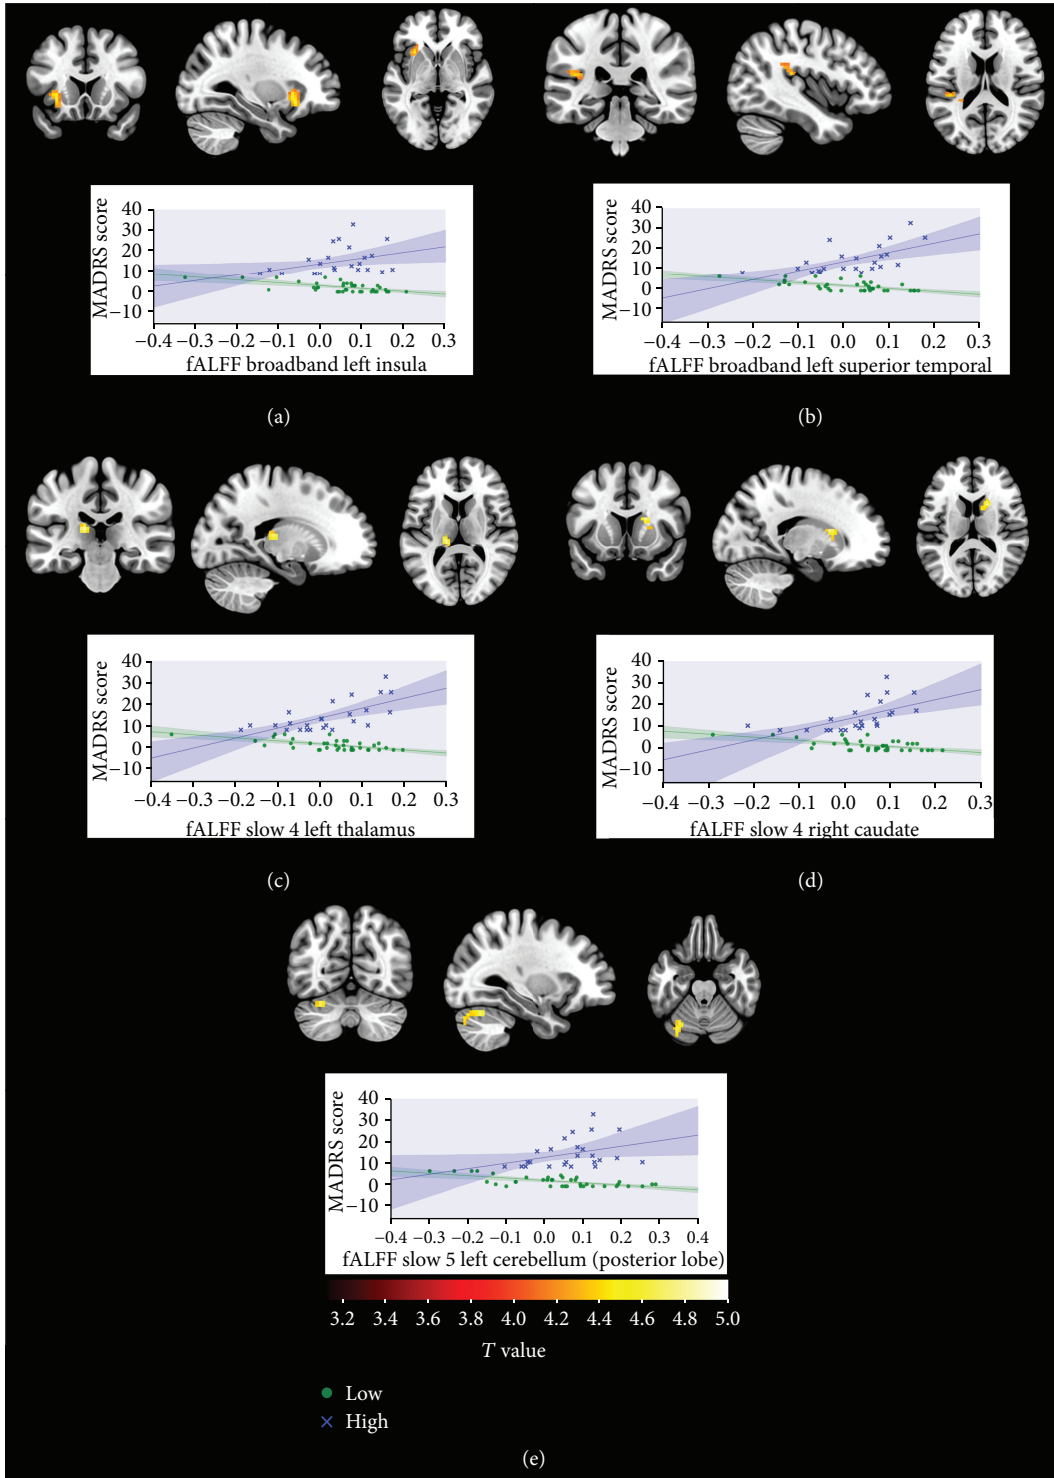 MADRS score
40
30
20
10
0
−10
−0.4 −0.3 −0.2 −0.1 0.0 0.1 0.2 0.3
fALFF broadband left insula
(a)
MADRS score
40
30
20
10
0
−10
−0.4 −0.3 −0.2 −0.1 0.0 0.1 0.2 0.3
fALFF broadband left superior temporal
(b)
MADRS score
40
30
20
10
0
−10
−0.4 −0.3 −0.2 −0.1 0.0 0.1 0.2 0.3
fALFF slow 4 left thalamus
(c)
MADRS score
40
30
20
10
0
−10
−0.4 −0.3 −0.2 −0.1 0.0 0.1 0.2 0.3
fALFF slow 4 right caudate
(d)
MADRS score
40
30
20
10
0
−10
−0.4 −0.3 −0.2 −0.1 0.0 0.1 0.2 0.3 0.4
fALFF slow 5 left cerebellum (posterior lobe)
3.2 3.4 3.6 3.8 4.0 4.2 4.4 4.6 4.8 5.0
T value
Low
High
(e)